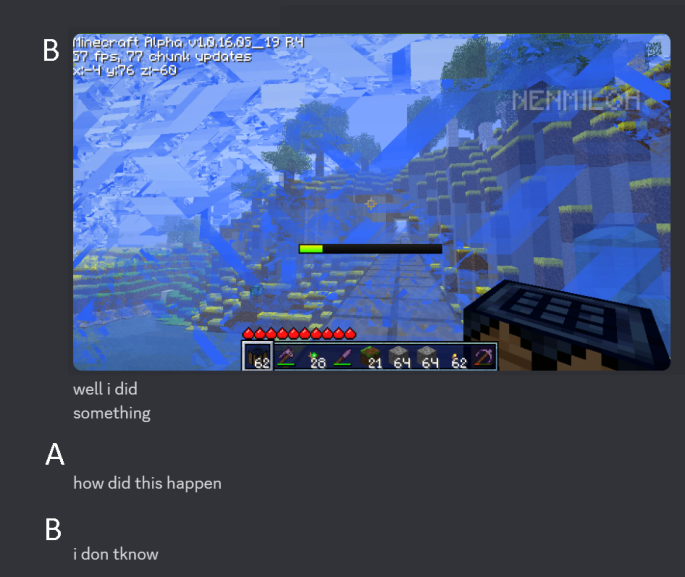 B
Minecraft Alpha v1.0.16.05__19 R4
57 fps, 77 chunk updates
x:-4 y:76 z:-60
NENMILOH
62 28 21 64 64 62
well i did
something
A
how did this happen
B
i don tknow